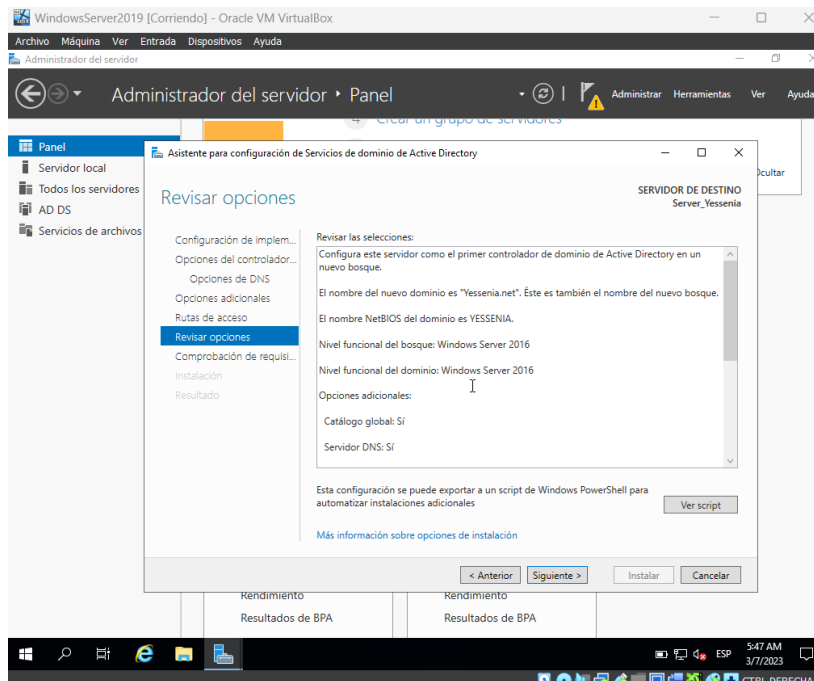 WindowsServer2019 [Corriendo] - Oracle VM VirtualBox
Archivo Máquina Ver Entrada Dispositivos Ayuda
Administrador del servidor
Administrador del servidor ‣ Panel
Administrar Herramientas Ver Ayuda
4 Crear un grupo de servidores
Panel
Servidor local
Todos los servidores
AD DS
Servicios de archivos
Ocultar
Asistente para configuración de Servicios de dominio de Active Directory
Revisar opciones
SERVIDOR DE DESTINO
Server_Yessenia
Configuración de implem...
Opciones del controlador...
Opciones de DNS
Opciones adicionales
Rutas de acceso
Revisar opciones
Comprobación de requisi...
Instalación
Resultado
Revisar las selecciones:
Configura este servidor como el primer controlador de dominio de Active Directory en un
nuevo bosque.
El nombre del nuevo dominio es "Yessenia.net". Éste es también el nombre del nuevo bosque.
El nombre NetBIOS del dominio es YESSENIA.
Nivel funcional del bosque: Windows Server 2016
Nivel funcional del dominio: Windows Server 2016
Opciones adicionales:
Catálogo global: Sí
Servidor DNS: Sí
Esta configuración se puede exportar a un script de Windows PowerShell para
automatizar instalaciones adicionales
Ver script
Más información sobre opciones de instalación
< Anterior Siguiente > Instalar Cancelar
Rendimiento Rendimiento
Resultados de BPA Resultados de BPA
ESP
5:47 AM
3/7/2023
CTRL DERECHA